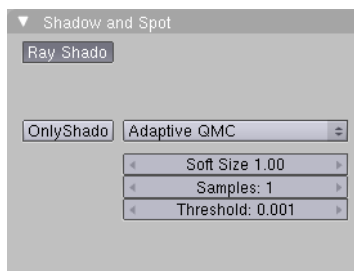 Shadow and Spot
Ray Shado
OnlyShado Adaptive QMC
Soft Size 1.00
Samples: 1
Threshold: 0.001